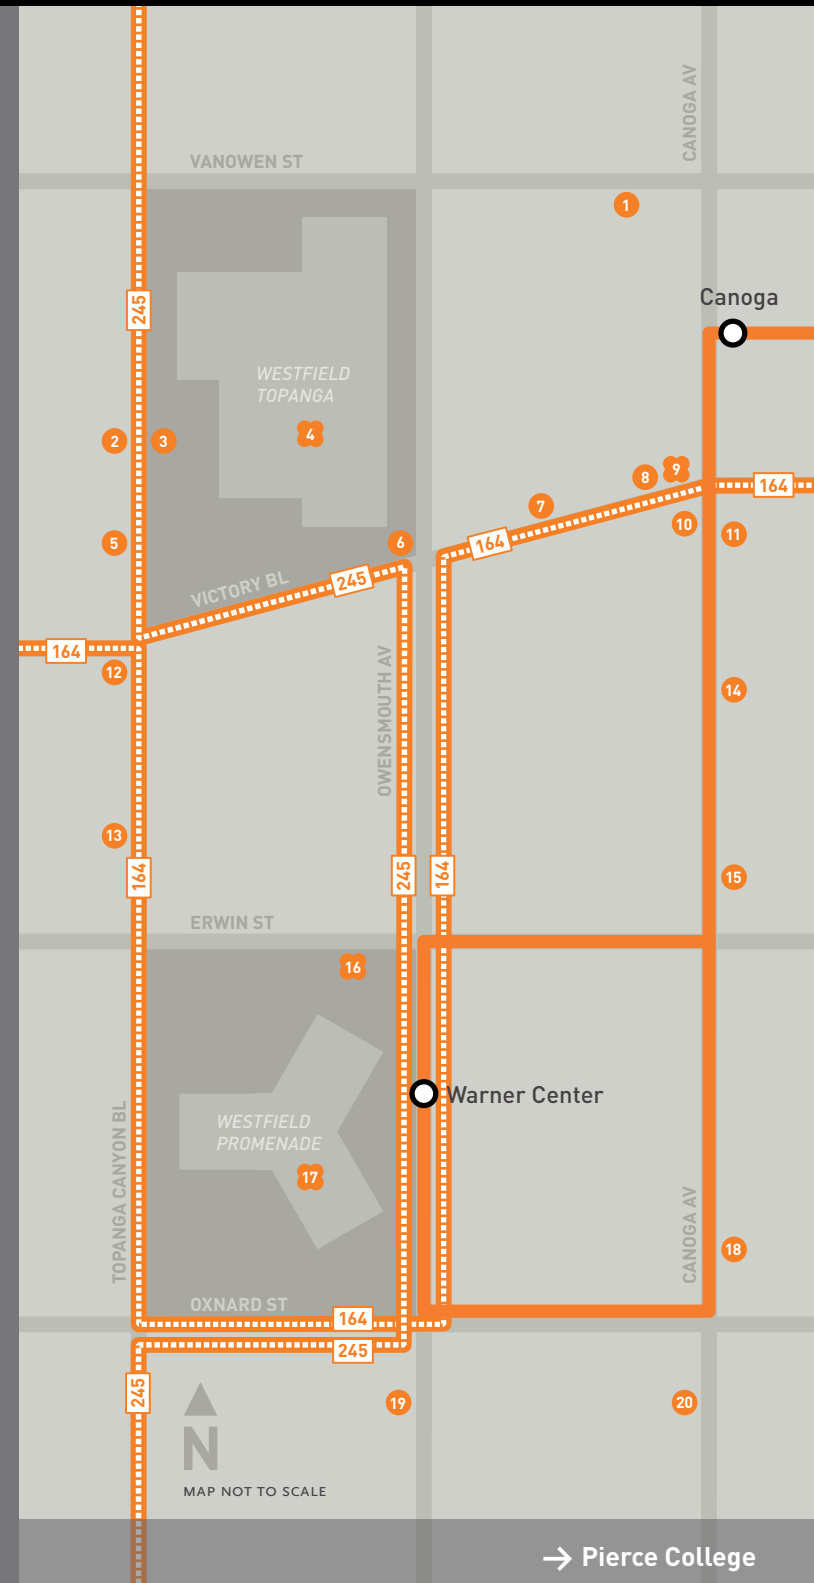 CANOGA AV
VANOWEN ST
1
Canoga
245
WESTFIELD
TOPANGA
4
2
3
9
8
164
7
10
11
5
6
164
VICTORY BL
245
164
12
OWENSMOUTH AV
14
13
164
245
164
15
ERWIN ST
16
Warner Center
WESTFIELD
PROMENADE
17
TOPANGA CANYON BL
CANOGA AV
18
OXNARD ST
164
245
245
19
20
N
MAP NOT TO SCALE
→ Pierce College